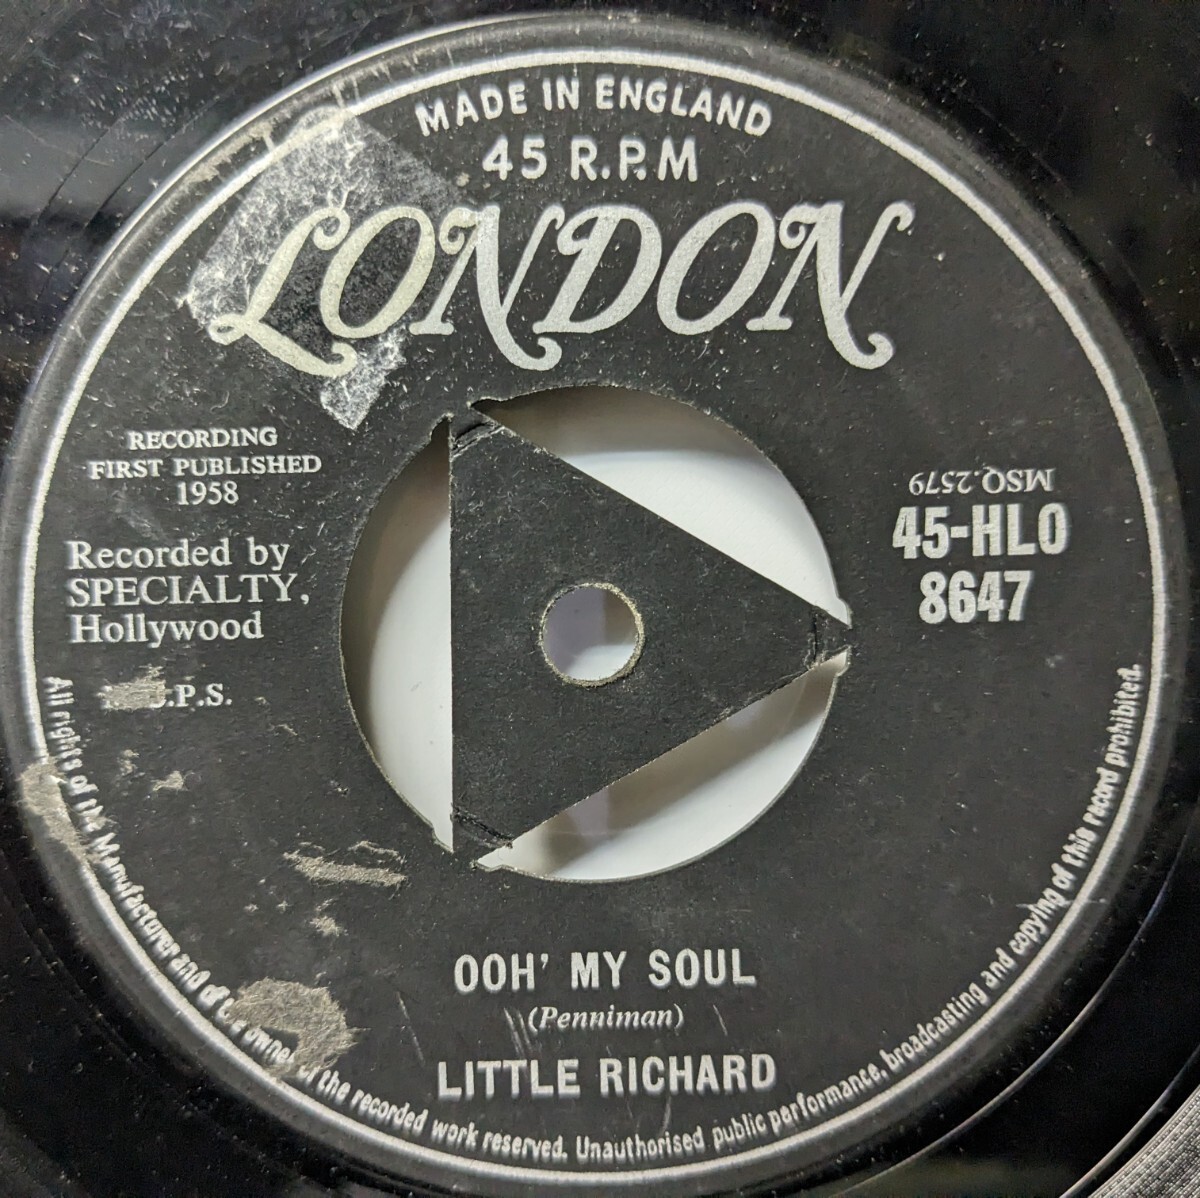 MADE IN ENGLAND
45 R.P.M
LONDON
RECORDING
FIRST PUBLISHED
1958
Recorded by
SPECIALTY,
Hollywood
.P.S.
MSQ.2579
45-HLO
8647
OOH' MY SOUL
(Penniman)
LITTLE RICHARD
All rights of the Manufacturer and of the owner of the recorded work reserved. Unauthorised public performance, broadcasting and copying of this record prohibited.